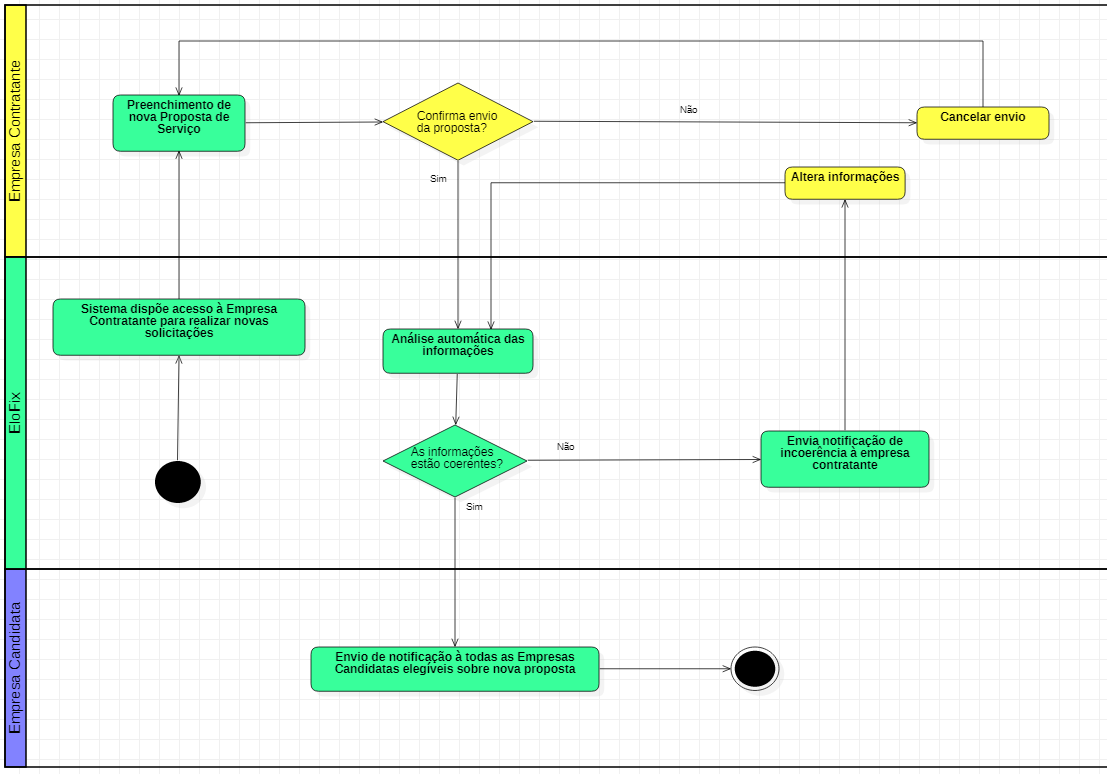 Empresa Contratante
Preenchimento de
nova Proposta de
Serviço
Confirma envio
da proposta?
Não
Cancelar envio
Sim
Altera informações
EloFix
Sistema dispõe acesso à Empresa
Contratante para realizar novas
solicitações
Análise automática das
informações
As informações
estão coerentes?
Não
Envia notificação de
incoerência à empresa
contratante
Sim
Empresa Candidata
Envio de notificação à todas as Empresas
Candidatas elegíveis sobre nova proposta